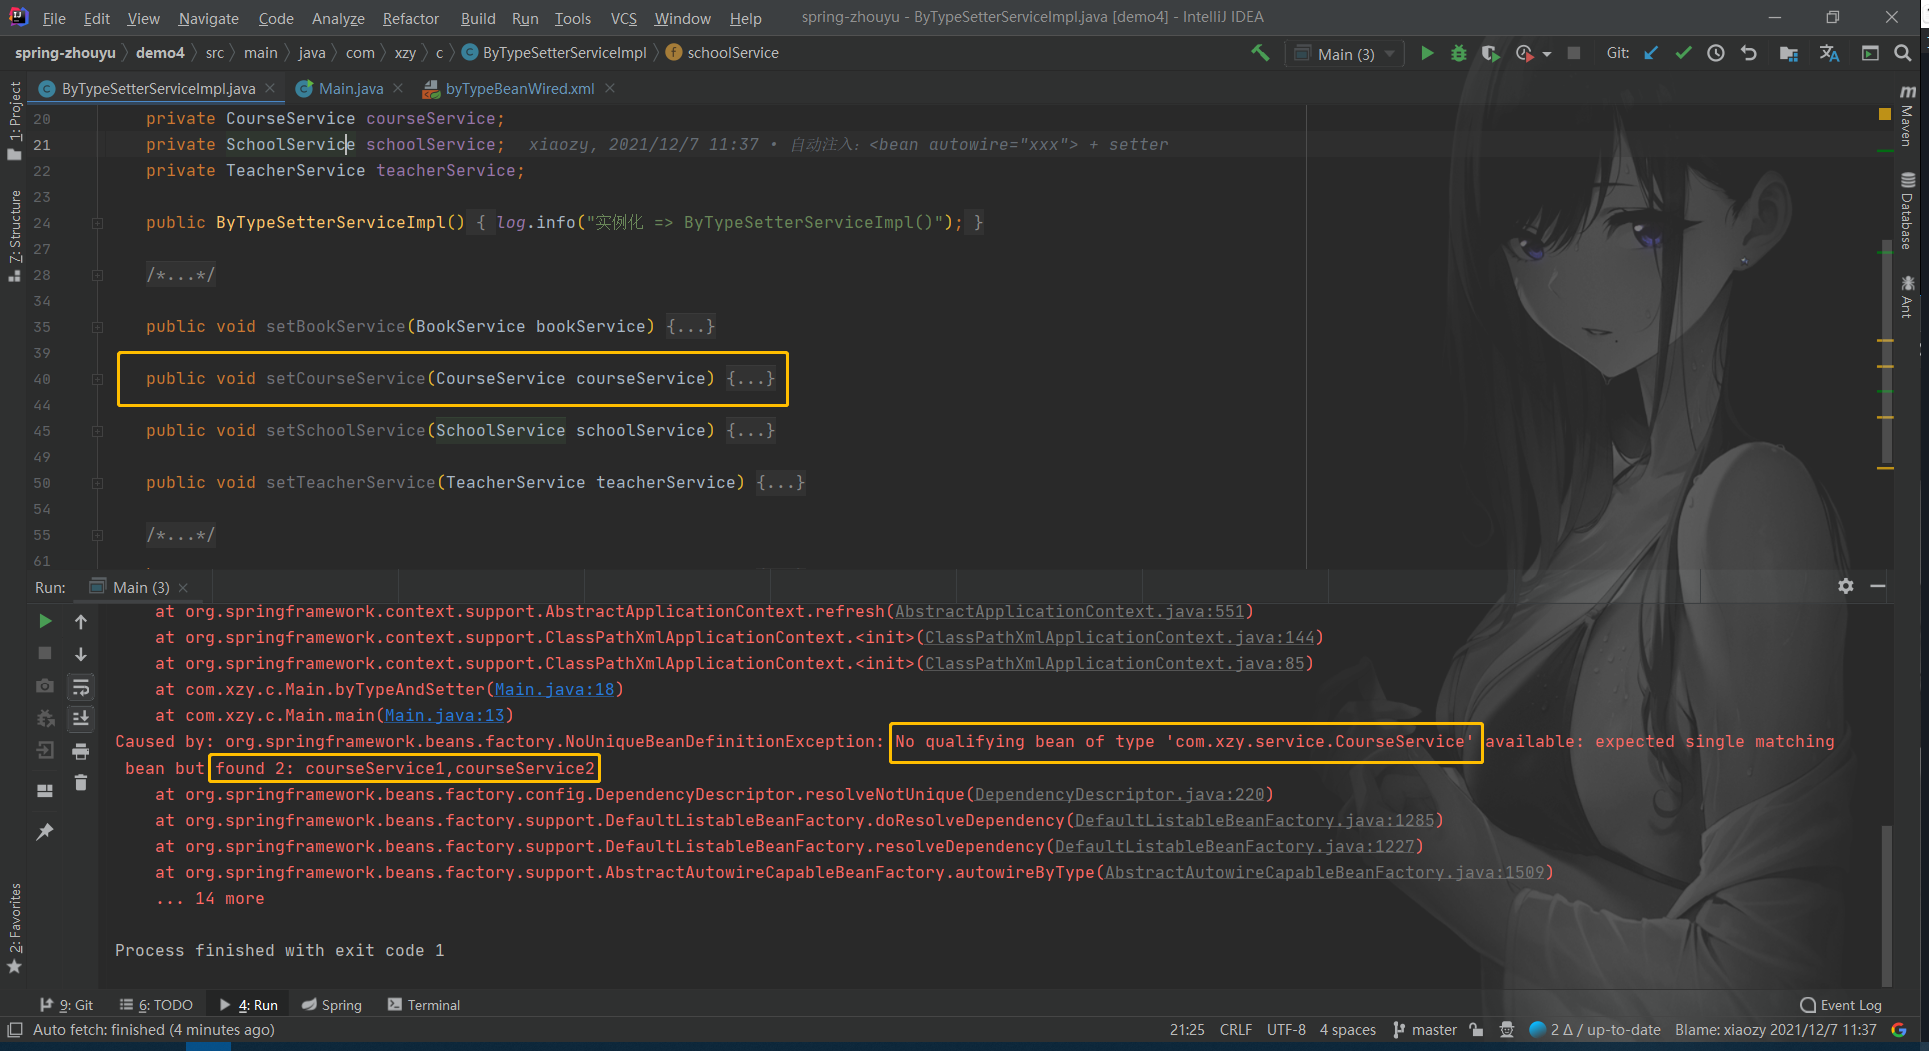 File Edit View Navigate Code Analyze Refactor Build Run Tools VCS Window Help spring-zhouyu - ByTypeSetterServiceImpl.java [demo4] - IntelliJ IDEA
spring-zhouyu demo4 src main java com xzy c ByTypeSetterServiceImpl schoolService Main (3) Git:
ByTypeSetterServiceImpl.java Main.java byTypeBeanWired.xml
1: Project
7: Structure
2: Favorites
Maven
Database
Ant
20 private CourseService courseService;
21 private SchoolService schoolService; xiaozy, 2021/12/7 11:37 • 自动注入: <bean autowire="xxx"> + setter
22 private TeacherService teacherService;
23
24 public ByTypeSetterServiceImpl() { log.info("实例化 => ByTypeSetterServiceImpl()"); }
27
28 /*...*/
34
35 public void setBookService(BookService bookService) {...}
39
40 public void setCourseService(CourseService courseService) {...}
44
45 public void setSchoolService(SchoolService schoolService) {...}
49
50 public void setTeacherService(TeacherService teacherService) {...}
54
55 /*...*/
61
Run: Main (3)
at org.springframework.context.support.AbstractApplicationContext.refresh(AbstractApplicationContext.java:551)
at org.springframework.context.support.ClassPathXmlApplicationContext.<init>(ClassPathXmlApplicationContext.java:144)
at org.springframework.context.support.ClassPathXmlApplicationContext.<init>(ClassPathXmlApplicationContext.java:85)
at com.xzy.c.Main.byTypeAndSetter(Main.java:18)
at com.xzy.c.Main.main(Main.java:13)
Caused by: org.springframework.beans.factory.NoUniqueBeanDefinitionException: No qualifying bean of type 'com.xzy.service.CourseService' available: expected single matching
bean but found 2: courseService1,courseService2
at org.springframework.beans.factory.config.DependencyDescriptor.resolveNotUnique(DependencyDescriptor.java:220)
at org.springframework.beans.factory.support.DefaultListableBeanFactory.doResolveDependency(DefaultListableBeanFactory.java:1285)
at org.springframework.beans.factory.support.DefaultListableBeanFactory.resolveDependency(DefaultListableBeanFactory.java:1227)
at org.springframework.beans.factory.support.AbstractAutowireCapableBeanFactory.autowireByType(AbstractAutowireCapableBeanFactory.java:1509)
... 14 more
Process finished with exit code 1
9: Git 6: TODO 4: Run Spring Terminal Event Log
Auto fetch: finished (4 minutes ago) 21:25 CRLF UTF-8 4 spaces master 2 Δ / up-to-date Blame: xiaozy 2021/12/7 11:37